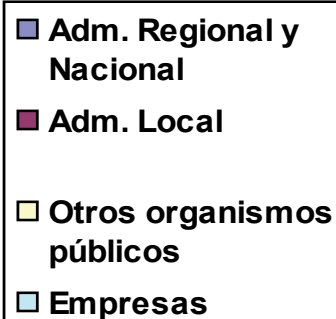 Adm. Regional y
Nacional
Adm. Local
Otros organismos
públicos
Empresas